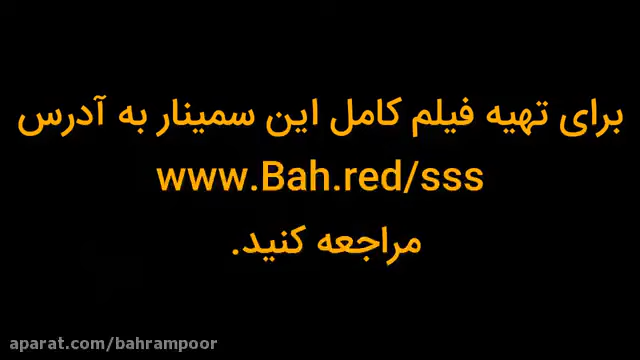 برای تهیه فیلم کامل این سمینار به آدرس
www.Bah.red/sss
مراجعه کنید.
aparat.com/bahrampoor